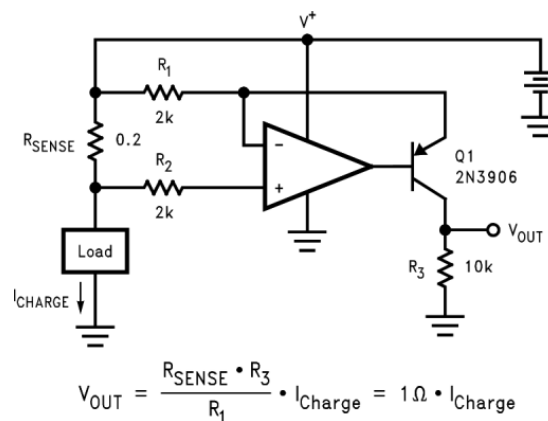 V+
R1
2k
RSENSE
0.2
R2
2k
-
+
Q1
2N3906
Load
ICHARGE
VOUT
R3
10k
VOUT = RSENSE • R3 / R1 • ICharge = 1Ω • ICharge